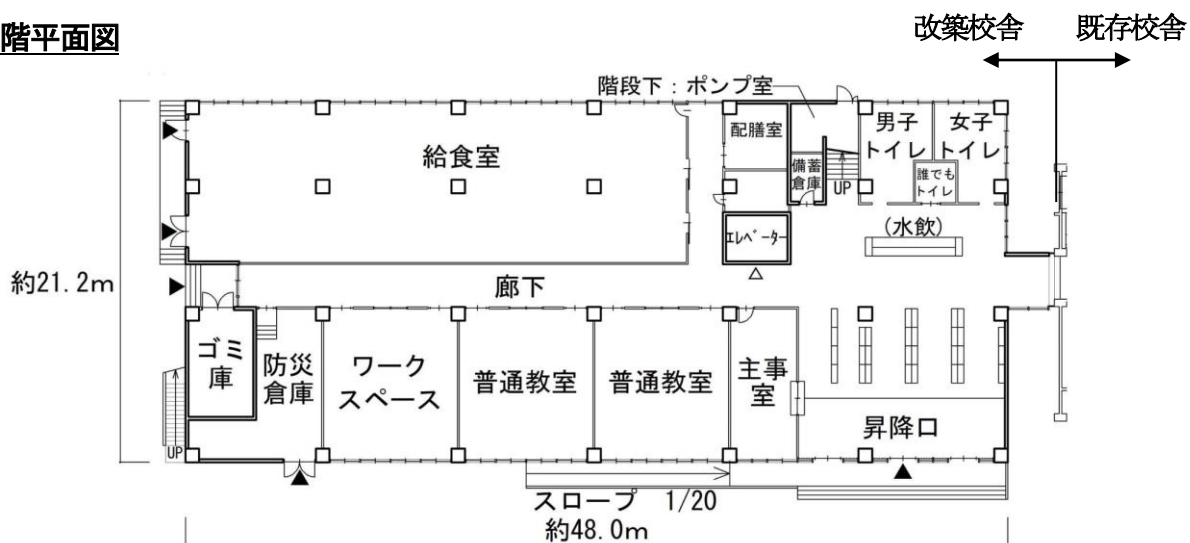 階平面図
改築校舎 既存校舎
階段下：ポンプ室
配膳室
男子
トイレ
女子
トイレ
給食室
備蓄
倉庫
UP
誰でも
トイレ
(水飲)
エレベーター
約21.2m
廊下
ゴミ
庫
防災
倉庫
ワーク
スペース
普通教室
普通教室
主事
室
昇降口
UP
スロープ 1/20
約48.0m